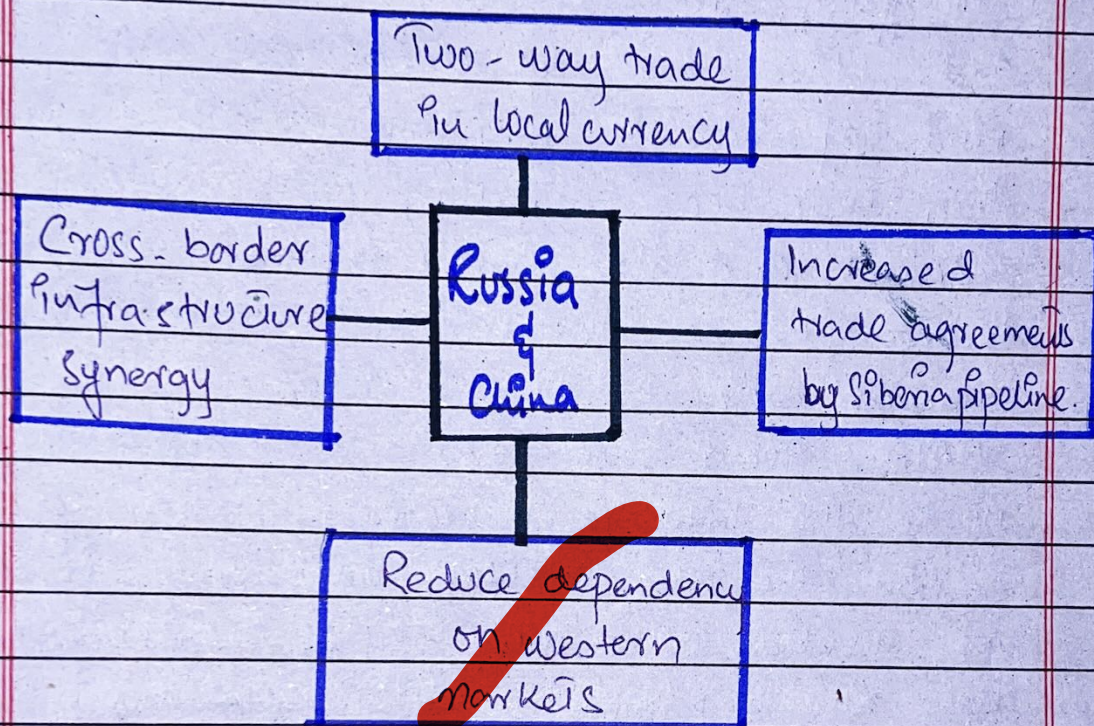 Two-way trade
in local currency
Cross-border
infrastructure
synergy
Russia
&
China
Increased
trade agreements
by Siberia pipeline.
Reduce dependency
on western
markets